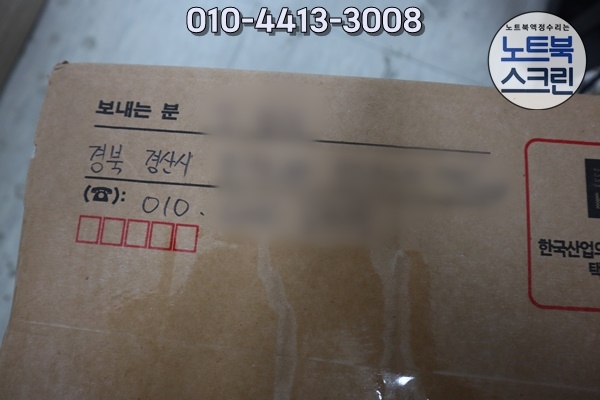 010-4413-3008
노트북액정수리는
노트북
스크린
보내는 분
경북 경산시
(☎): 010.
한국산업의
택